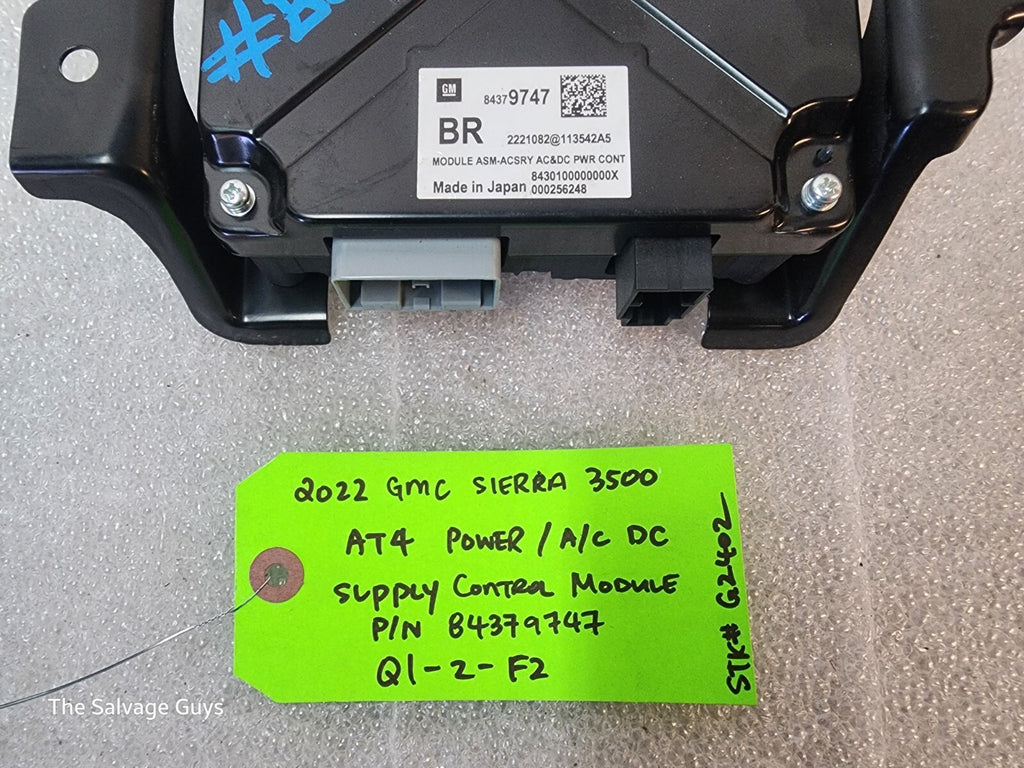 GM
84379747
BR
2221082@113542A5
MODULE ASM-ACSRY AC&DC PWR CONT
8430100000000X
Made in Japan 000256248
2022 GMC SIERRA 3500
AT4 POWER / A/C DC
SUPPLY CONTROL MODULE
P/N 84379747
Q1-2-F2
STK# G2402
The Salvage Guys